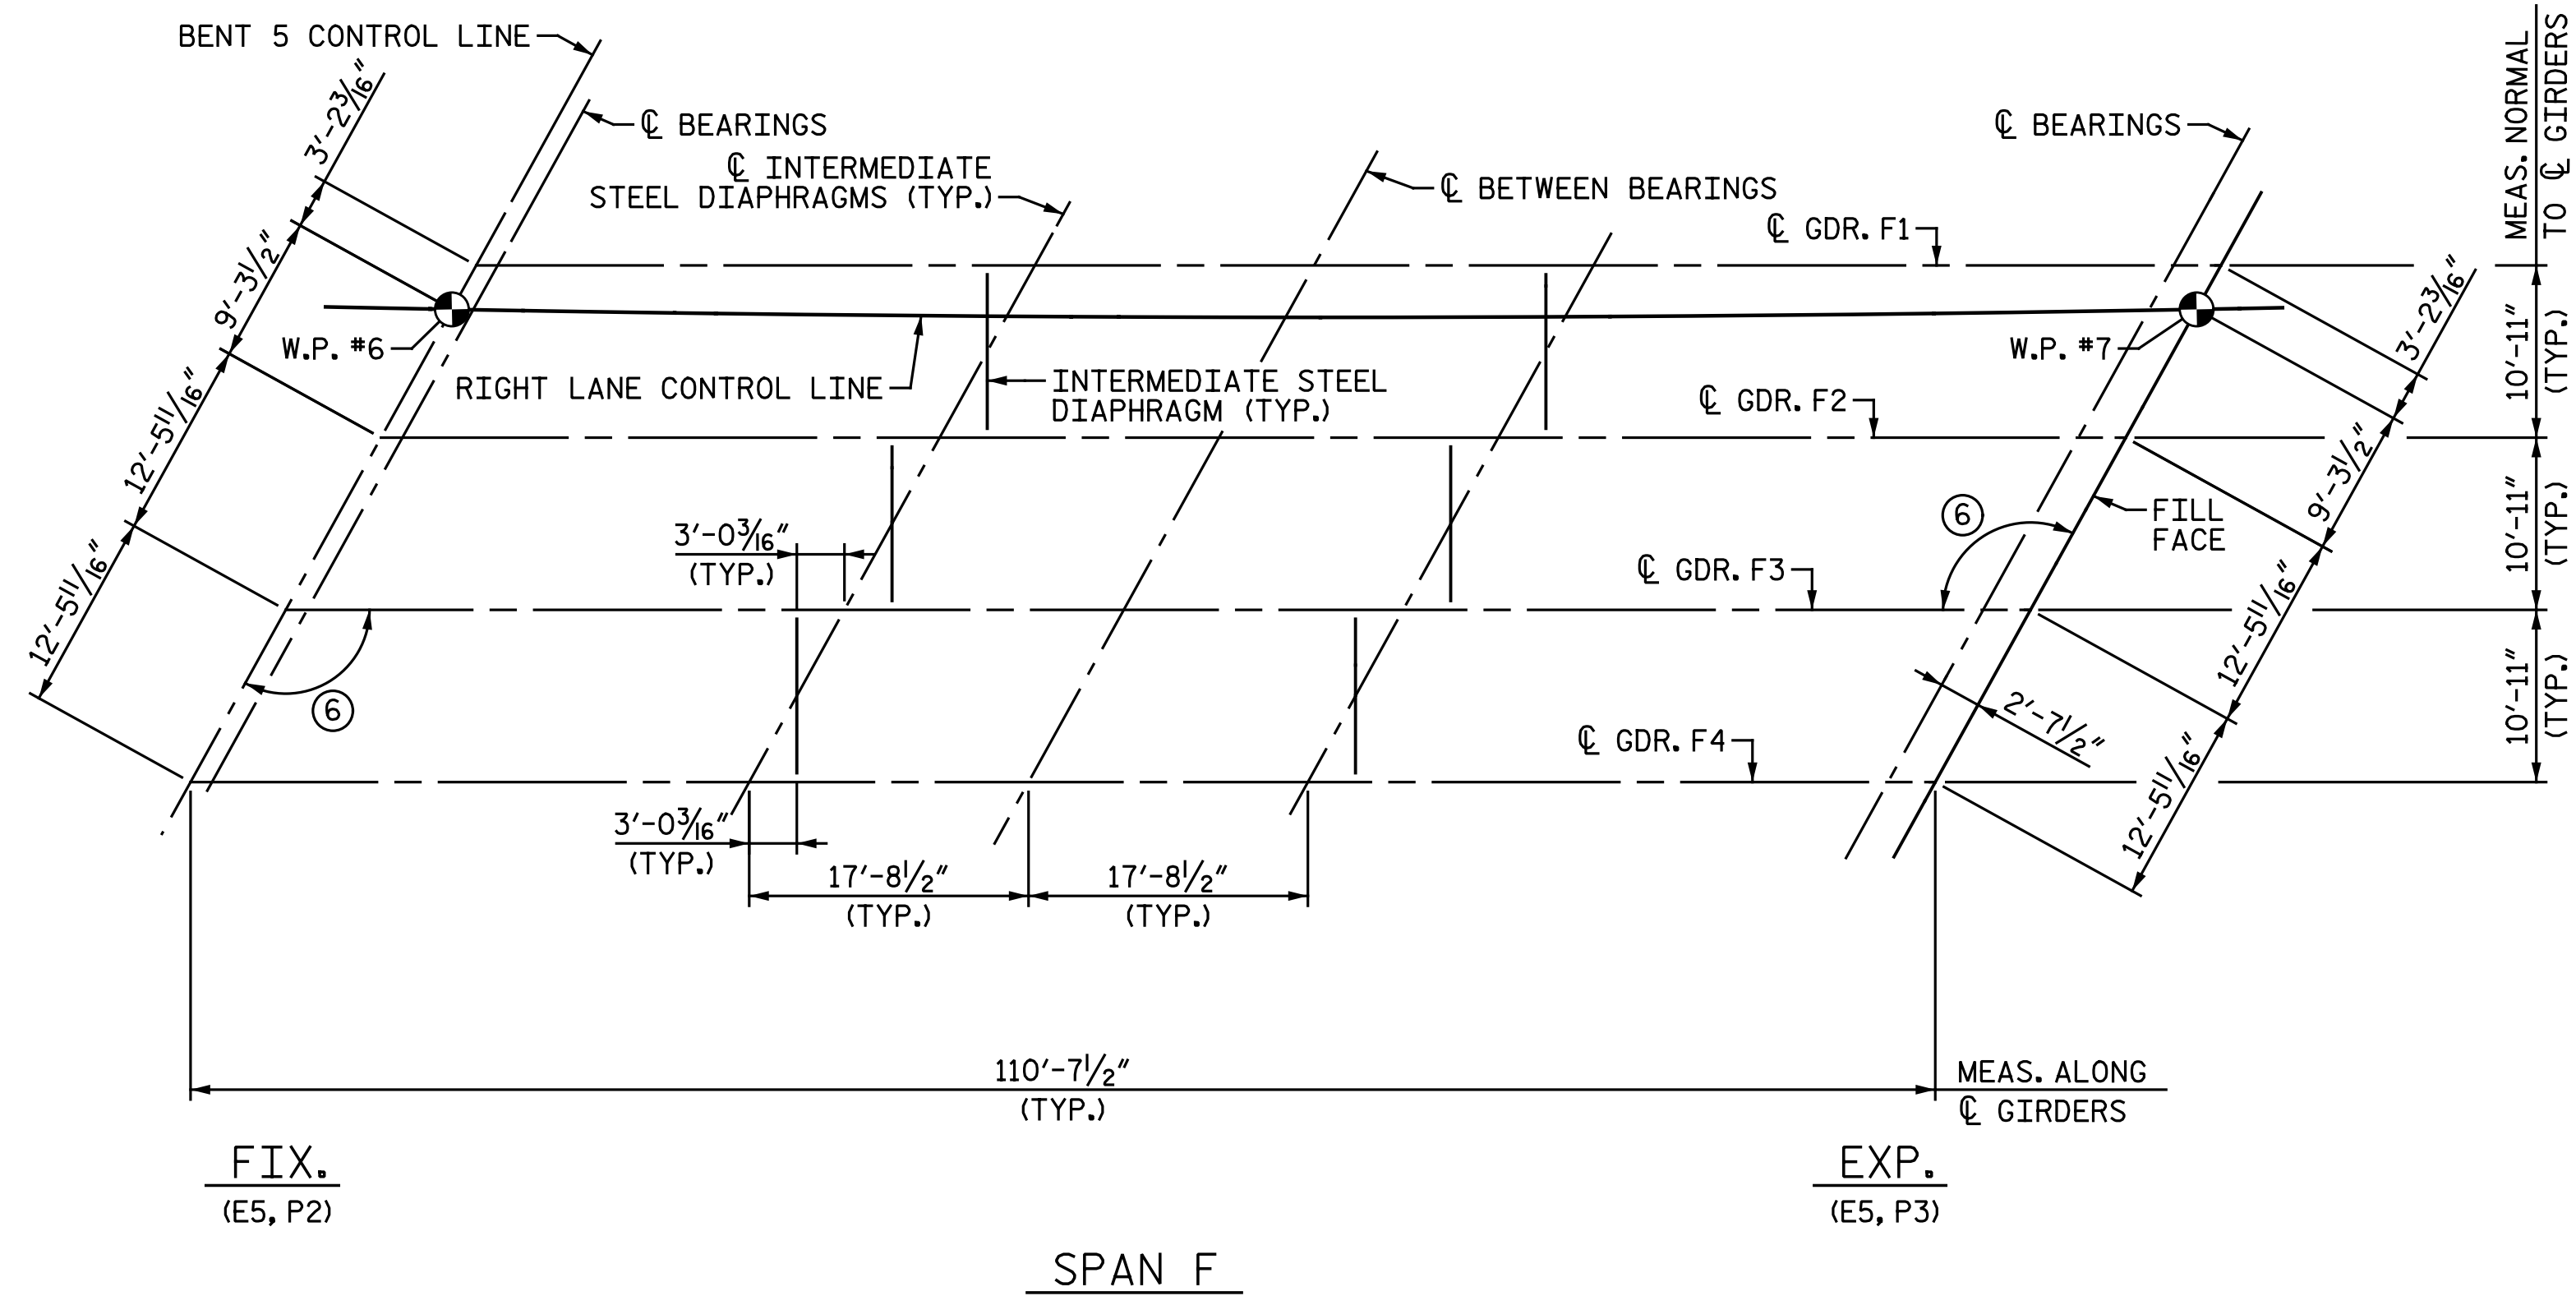 BENT 5 CONTROL LINE
℄ BEARINGS
℄ INTERMEDIATE
STEEL DIAPHRAGMS (TYP.)
℄ BETWEEN BEARINGS
℄ BEARINGS
℄ GDR. F1
MEAS. NORMAL
TO ℄ GIRDERS
3'-2 3/16"
9'-3 1/2"
12'-5 11/16"
12'-5 11/16"
W.P. #6
RIGHT LANE CONTROL LINE
INTERMEDIATE STEEL
DIAPHRAGM (TYP.)
℄ GDR. F2
W.P. #7
3'-2 3/16"
9'-3 1/2"
12'-5 11/16"
12'-5 11/16"
10'-11"
(TYP.)
10'-11"
(TYP.)
10'-11"
(TYP.)
3'-0 3/16"
(TYP.)
6
FILL
FACE
℄ GDR. F3
6
2'-7 1/2"
℄ GDR. F4
3'-0 3/16"
(TYP.)
17'-8 1/2"
(TYP.)
17'-8 1/2"
(TYP.)
110'-7 1/2"
(TYP.)
MEAS. ALONG
℄ GIRDERS
FIX.
(E5, P2)
EXP.
(E5, P3)
SPAN F